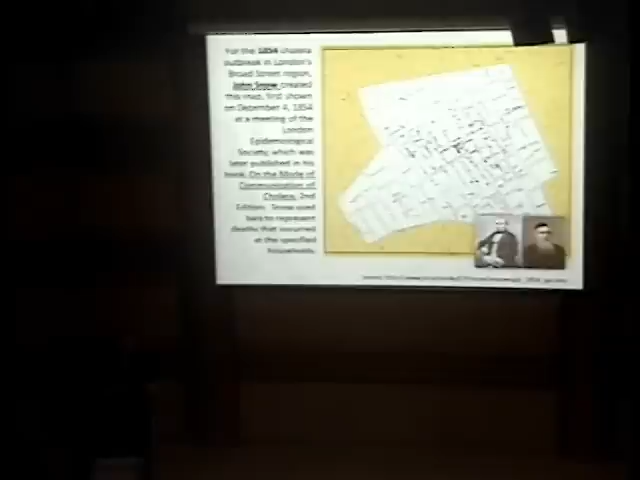 For the 1854 cholera
outbreak in London's
Broad Street region,
John Snow created
this map, first shown
on December 4, 1854
at a meeting of the
London
Epidemiological
Society, which was
later published in his
book, On the Mode of
Communication of
Cholera, 2nd
Edition. Snow used
bars to represent
deaths that occurred
at the specified
households.